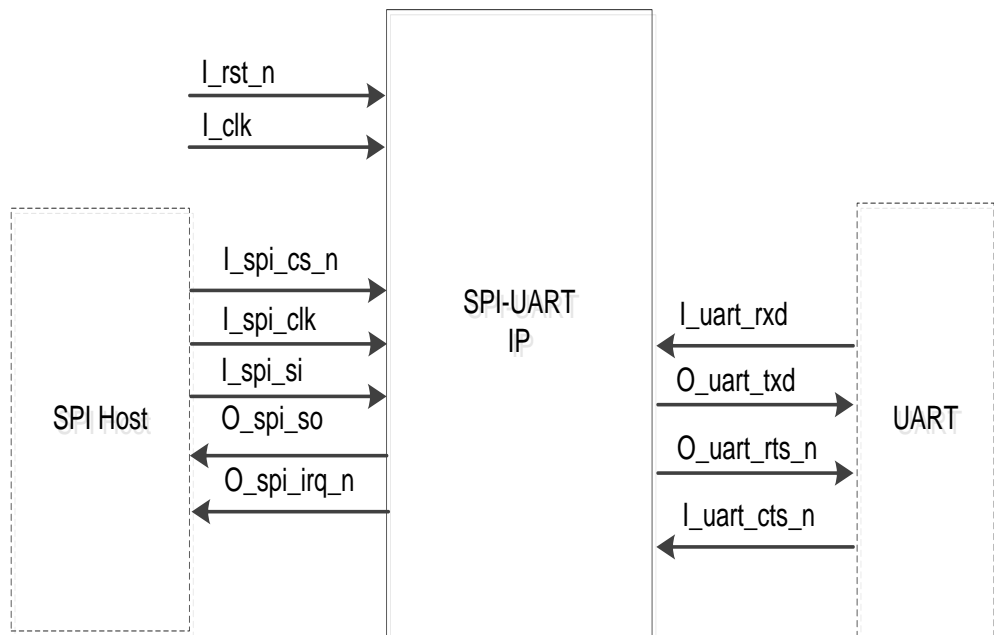 I_rst_n
I_clk
I_spi_cs_n
I_spi_clk
I_spi_si
O_spi_so
O_spi_irq_n
SPI Host
SPI-UART
IP
I_uart_rxd
O_uart_txd
O_uart_rts_n
I_uart_cts_n
UART